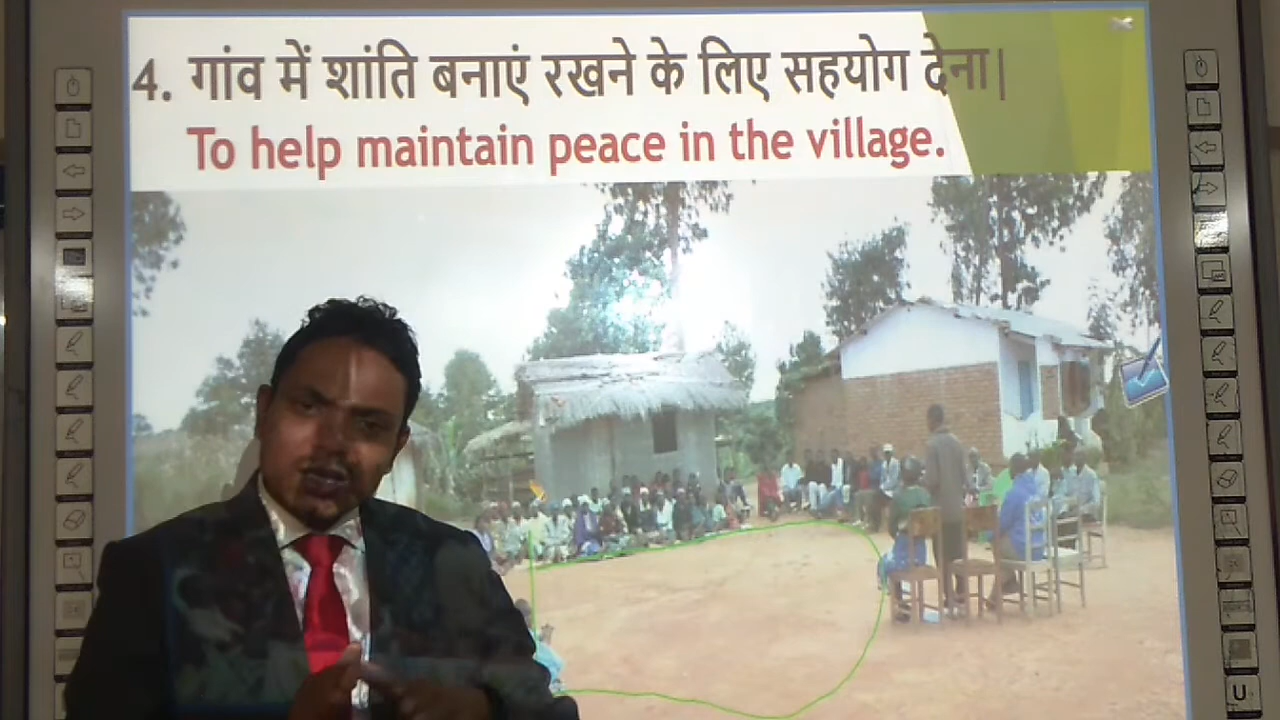 4. गांव में शांति बनाएं रखने के लिए सहयोग देना|
To help maintain peace in the village.